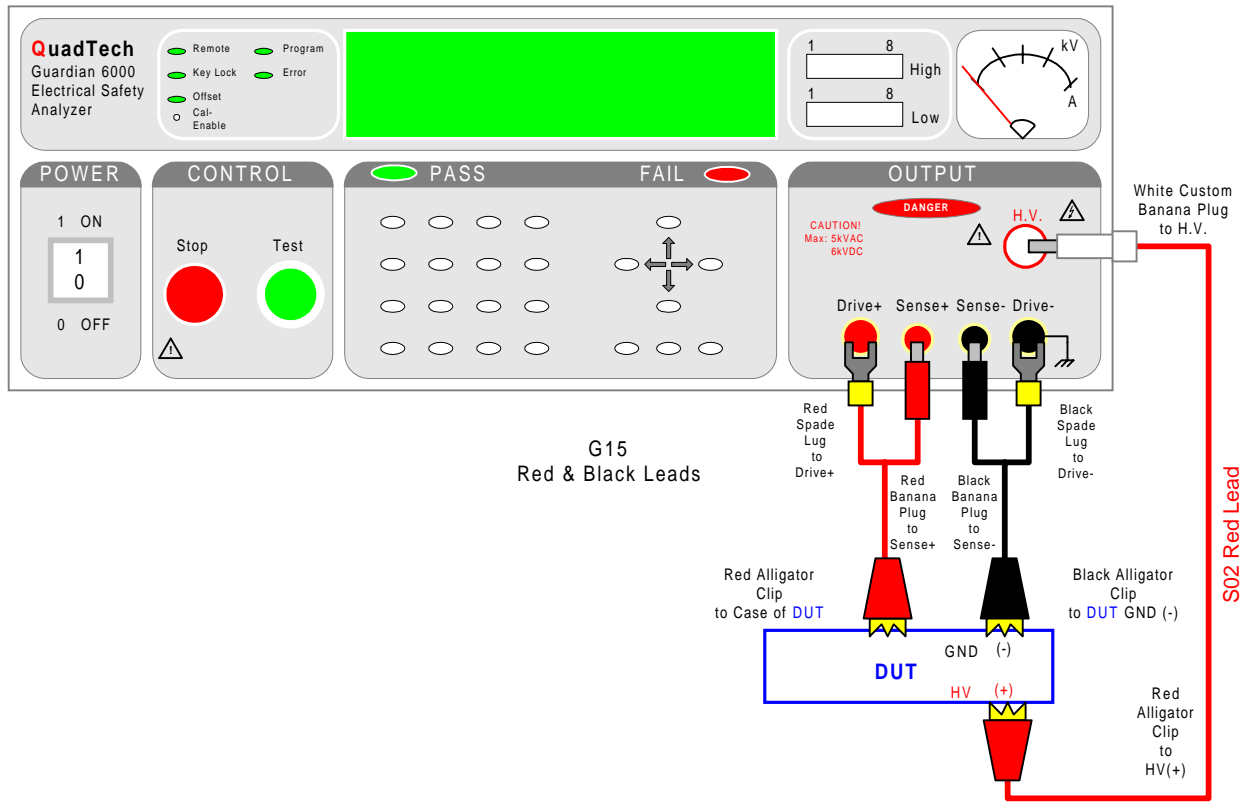 QuadTech
Guardian 6000
Electrical Safety
Analyzer
Remote
Program
Key Lock
Error
Offset
Cal-
Enable
1 8
High
1 8
Low
kV
A
POWER
CONTROL
PASS
FAIL
OUTPUT
1 ON
1
0
0 OFF
Stop
Test
!
DANGER
CAUTION!
Max: 5kVAC
6kVDC
!
H.V.
Drive+ Sense+ Sense- Drive-
White Custom
Banana Plug
to H.V.
Red
Spade
Lug
to
Drive+
Black
Spade
Lug
to
Drive-
G15
Red & Black Leads
Red
Banana
Plug
to
Sense+
Black
Banana
Plug
to
Sense-
S02 Red Lead
Red Alligator
Clip
to Case of DUT
Black Alligator
Clip
to DUT GND (-)
GND (-)
DUT
HV (+)
Red
Alligator
Clip
to
HV(+)